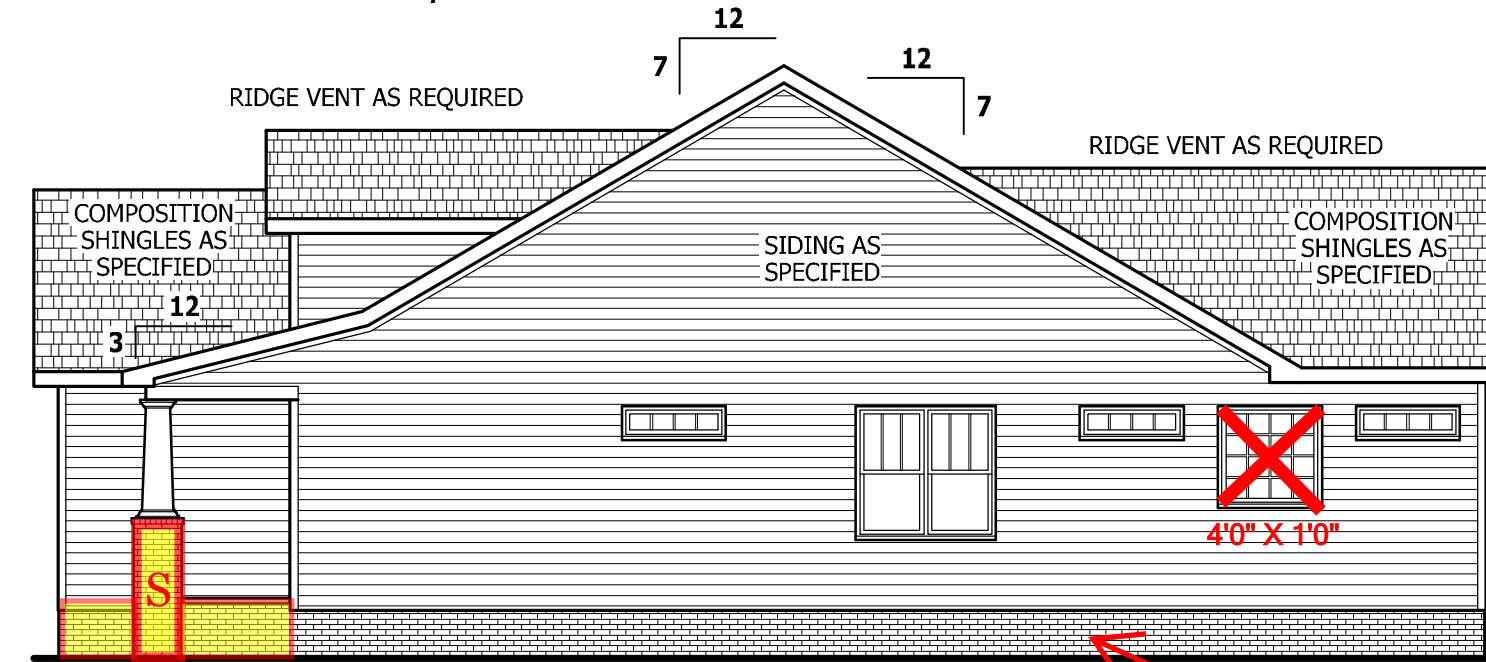 12
7
12
7
RIDGE VENT AS REQUIRED
RIDGE VENT AS REQUIRED
COMPOSITION
SHINGLES AS
SPECIFIED
SIDING AS
SPECIFIED
COMPOSITION
SHINGLES AS
SPECIFIED
12
3
4'0" X 1'0"
S